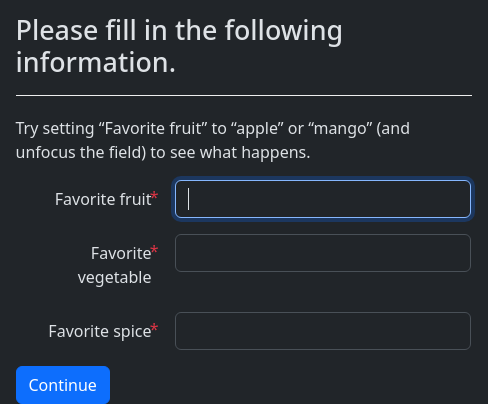 Please fill in the following
information.
Try setting “Favorite fruit” to “apple” or “mango” (and
unfocus the field) to see what happens.
Favorite fruit*
Favorite*
vegetable
Favorite spice*
Continue